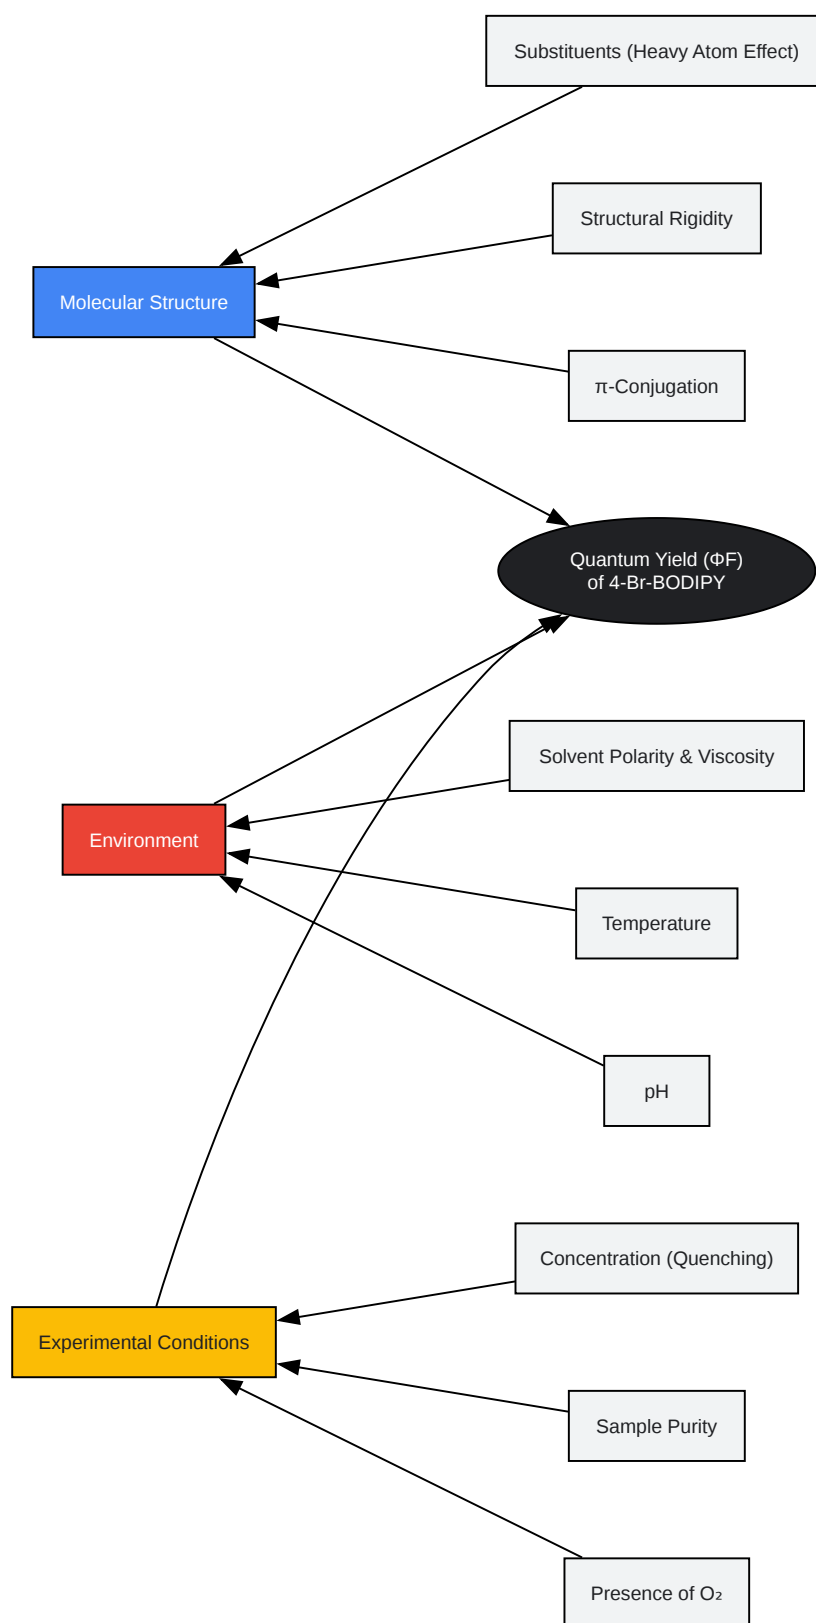 Substituents (Heavy Atom Effect)
Structural Rigidity
Molecular Structure
π-Conjugation
Quantum Yield (ΦF)
of 4-Br-BODIPY
Solvent Polarity & Viscosity
Environment
Temperature
pH
Concentration (Quenching)
Experimental Conditions
Sample Purity
Presence of O₂